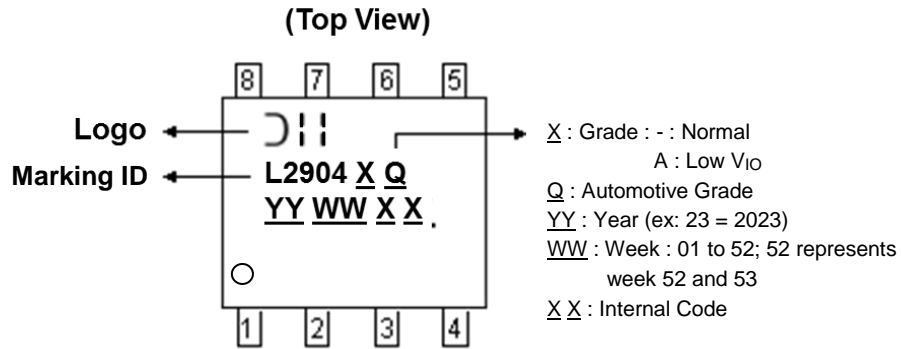 (Top View)
8 7 6 5
Logo
Marking ID
L2904 X Q
YY WW X X .
1 2 3 4
X : Grade : - : Normal
A : Low VIO
Q : Automotive Grade
YY : Year (ex: 23 = 2023)
WW : Week : 01 to 52; 52 represents
week 52 and 53
X X : Internal Code